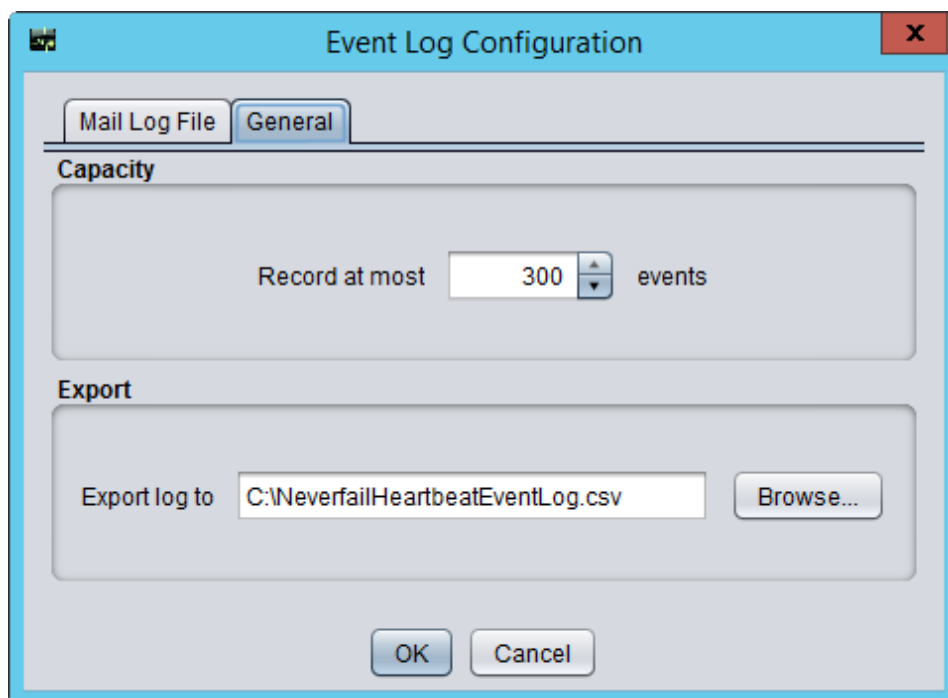 Event Log Configuration
x
Mail Log File General
Capacity
Record at most 300 events
Export
Export log to C:\NeverfailHeartbeatEventLog.csv Browse...
OK Cancel